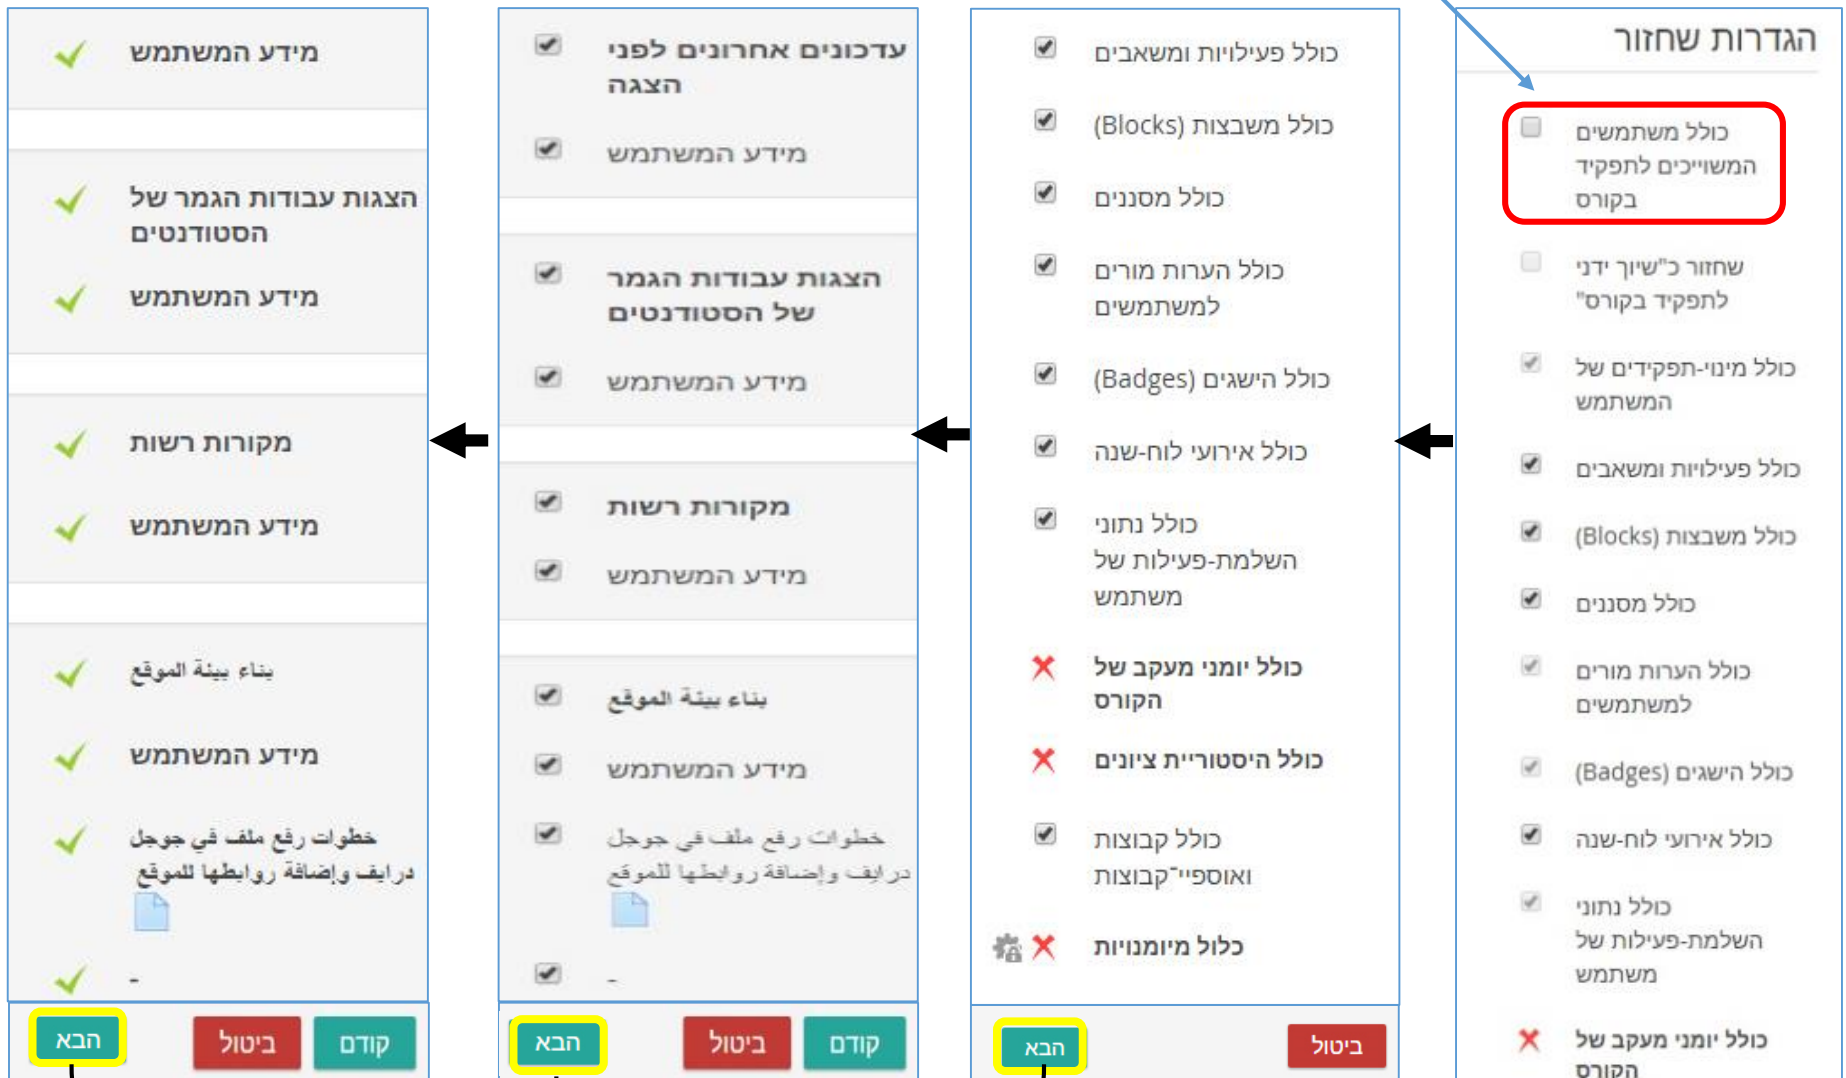 הגדרות שחזור
כולל משתמשים
המשוייכים לתפקיד
בקורס
שחזור כ"שיוך ידני
לתפקיד בקורס"
כולל מינוי-תפקידים של
המשתמש
כולל פעילויות ומשאבים
כולל משבצות (Blocks)
כולל מסננים
כולל הערות מורים
למשתמשים
כולל הישגים (Badges)
כולל אירועי לוח-שנה
כולל נתוני
השלמת-פעילות של
משתמש
כולל יומני מעקב של
הקורס
כולל פעילויות ומשאבים
כולל משבצות (Blocks)
כולל מסננים
כולל הערות מורים
למשתמשים
כולל הישגים (Badges)
כולל אירועי לוח-שנה
כולל נתוני
השלמת-פעילות של
משתמש
כולל יומני מעקב של
הקורס
כולל היסטוריית ציונים
כולל קבוצות
ואוספיי־קבוצות
כלול מיומנויות
ביטול
הבא
עדכונים אחרונים לפני
הצגה
מידע המשתמש
הצגות עבודות הגמר
של הסטודנטים
מידע המשתמש
מקורות רשות
מידע המשתמש
بناء بيئة الموقع
מידע המשתמש
خطوات رفع ملف في جوجل
درايف وإضافة روابطها للموقع
-
קודם
ביטול
הבא
מידע המשתמש
הצגות עבודות הגמר של
הסטודנטים
מידע המשתמש
מקורות רשות
מידע המשתמש
بناء بيئة الموقع
מידע המשתמש
خطوات رفع ملف في جوجل
درايف وإضافة روابطها للموقع
-
קודם
ביטול
הבא